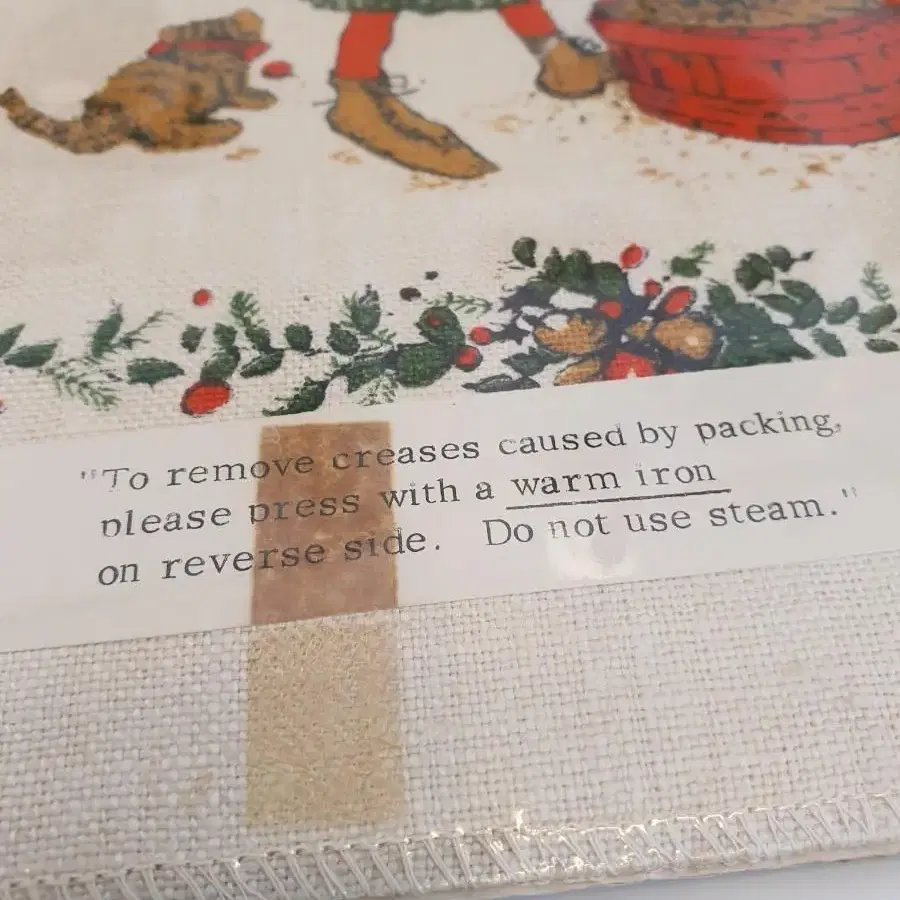 "To remove creases caused by packing,
please press with a warm iron
on reverse side. Do not use steam."